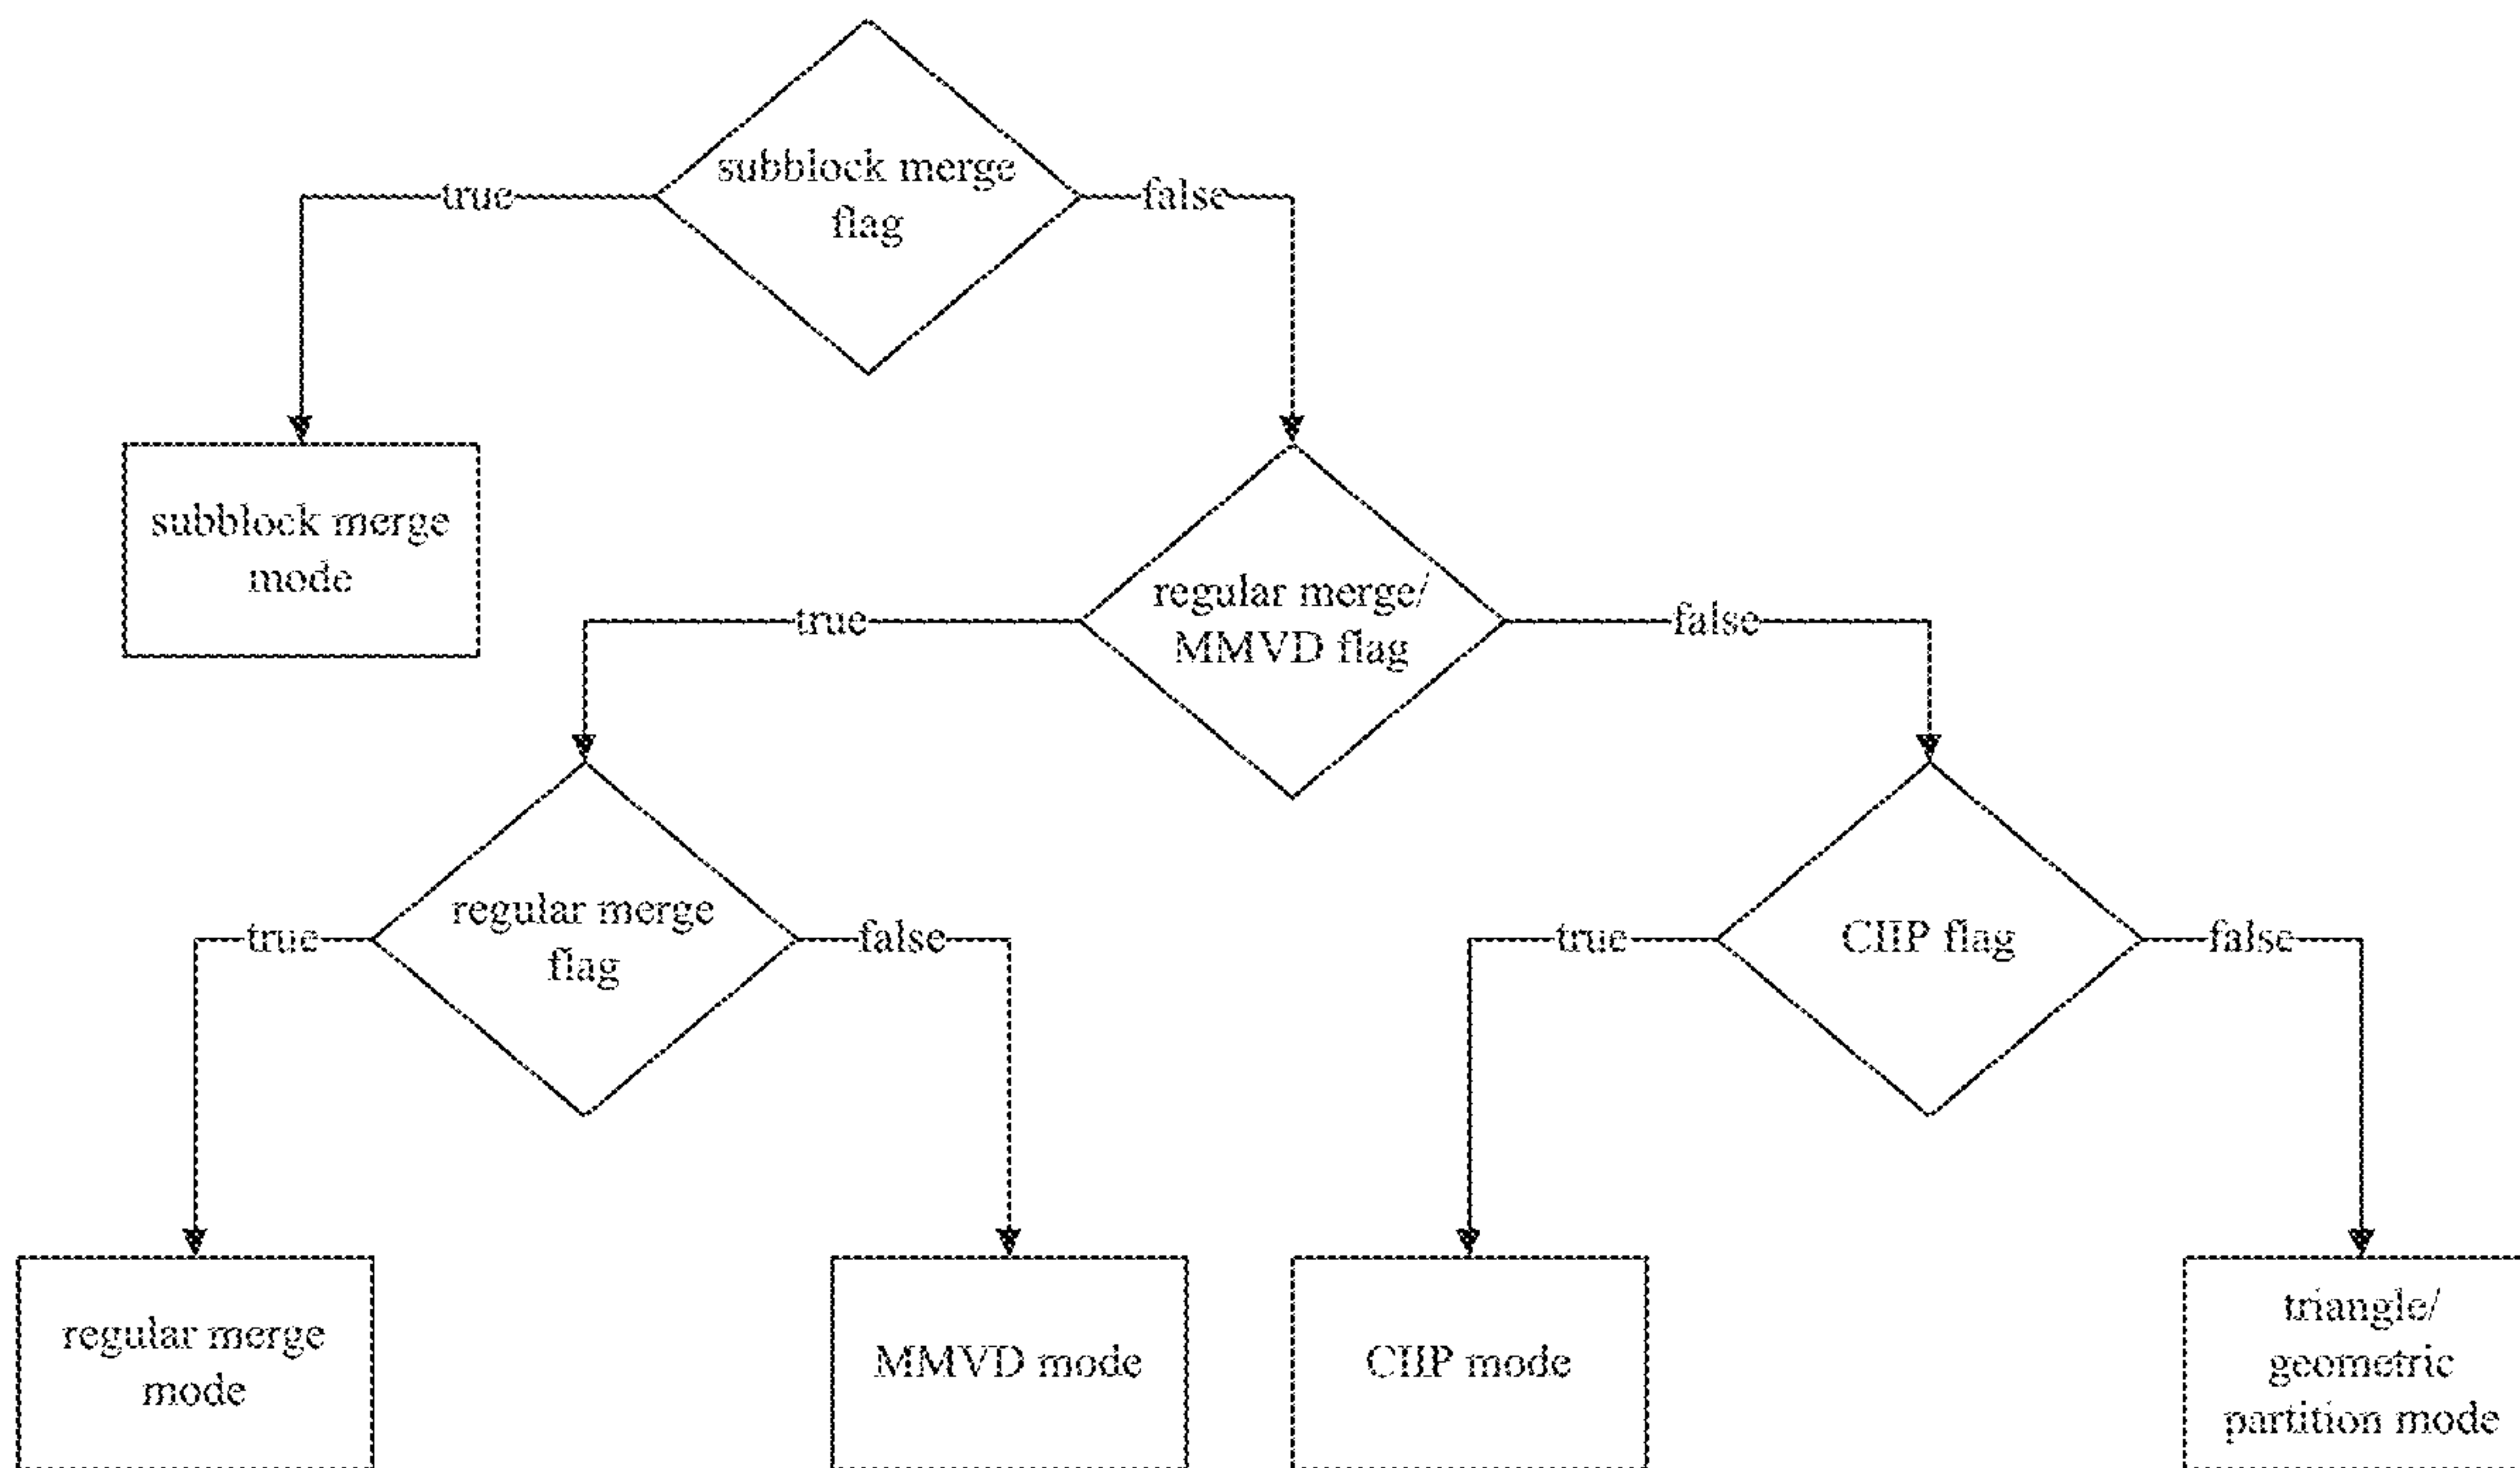 subblock merge
flag
true
false
subblock merge
mode
regular merge/
MMVD flag
true
false
regular merge
flag
true
false
CIIP flag
true
false
regular merge
mode
MMVD mode
CIIP mode
triangle/
geometric
partition mode